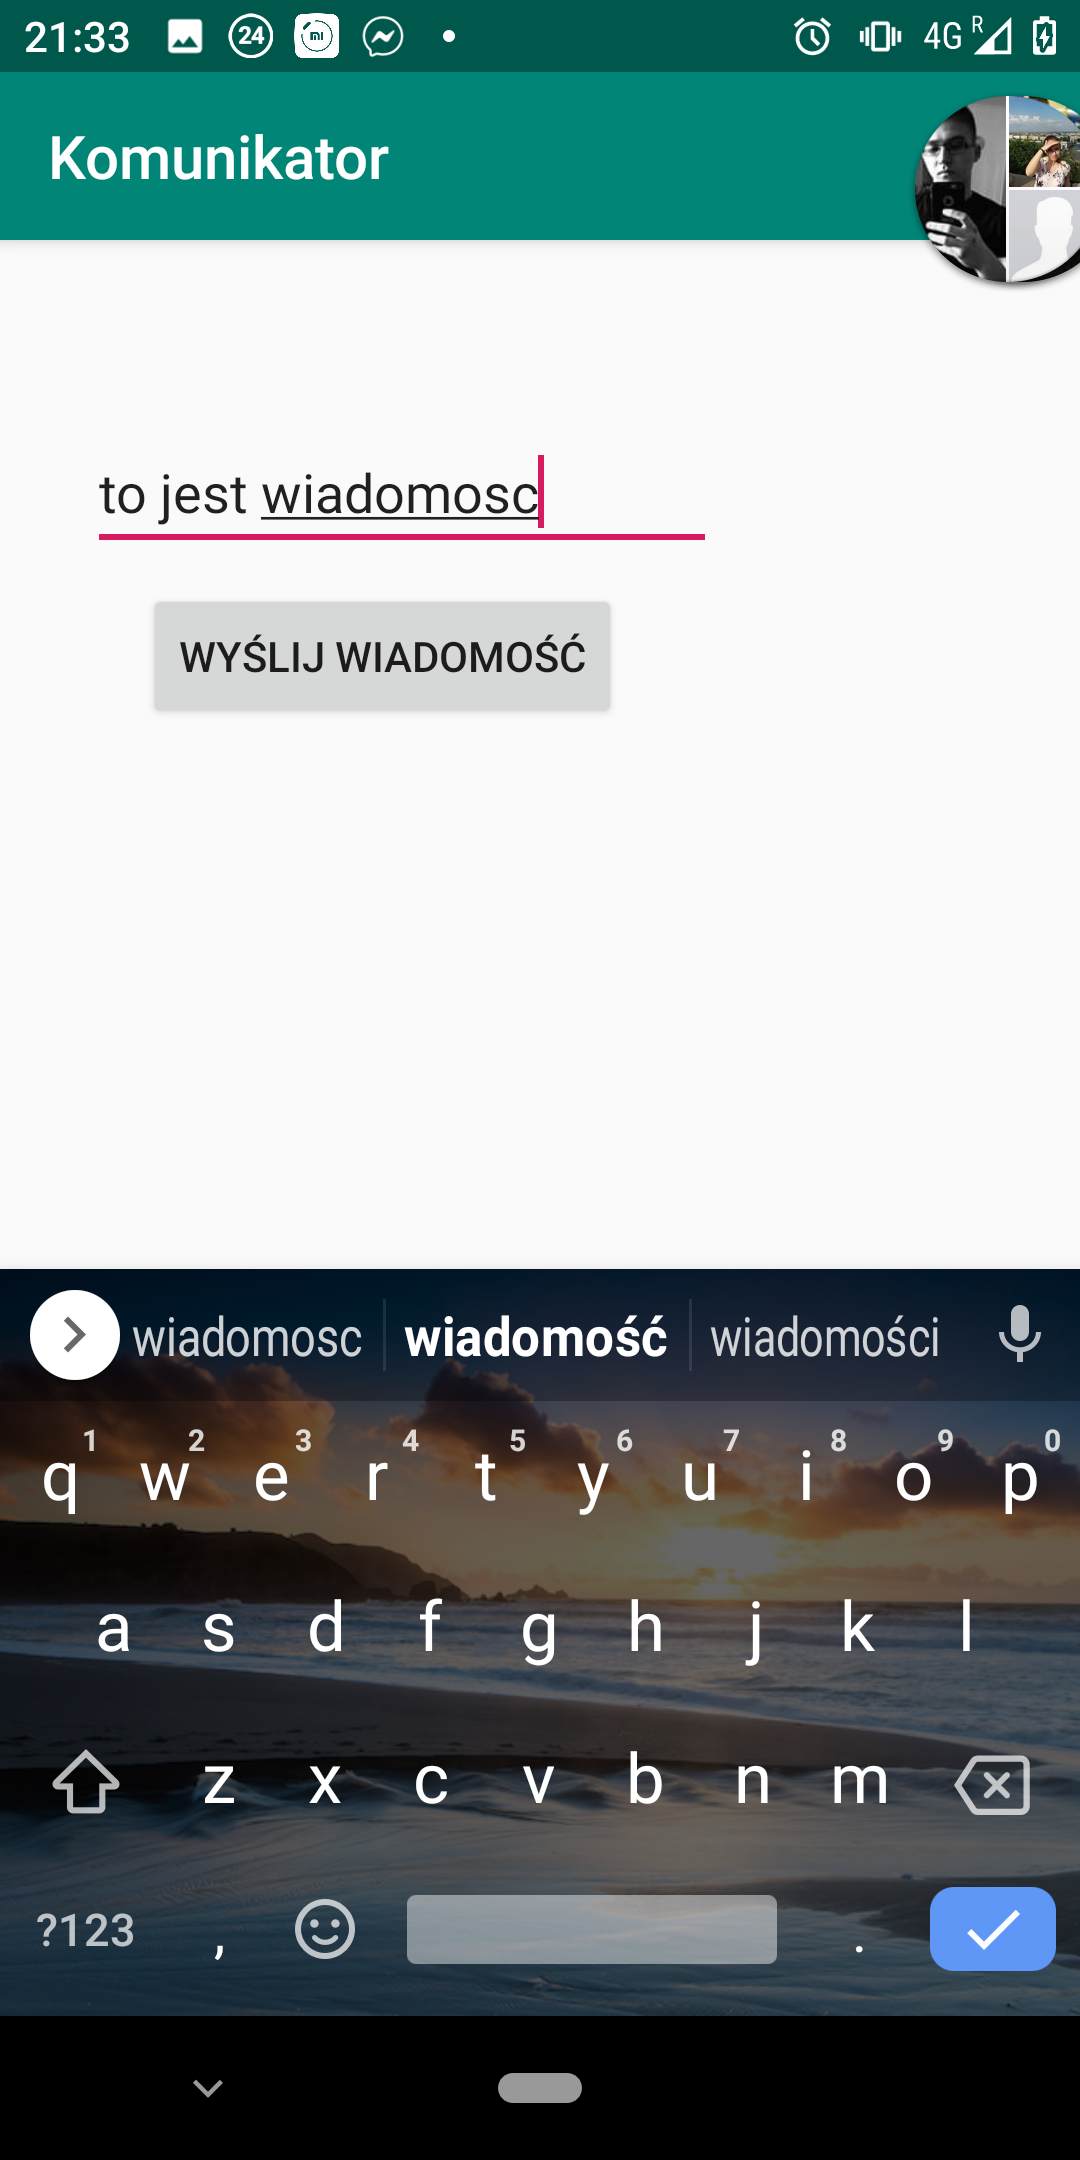 21:33 24 4G R
Komunikator
to jest wiadomosc
WYŚLIJ WIADOMOŚĆ
wiadomosc wiadomość wiadomości
1 2 3 4 5 6 7 8 9 0
q w e r t y u i o p
a s d f g h j k l
z x c v b n m
?123 , .